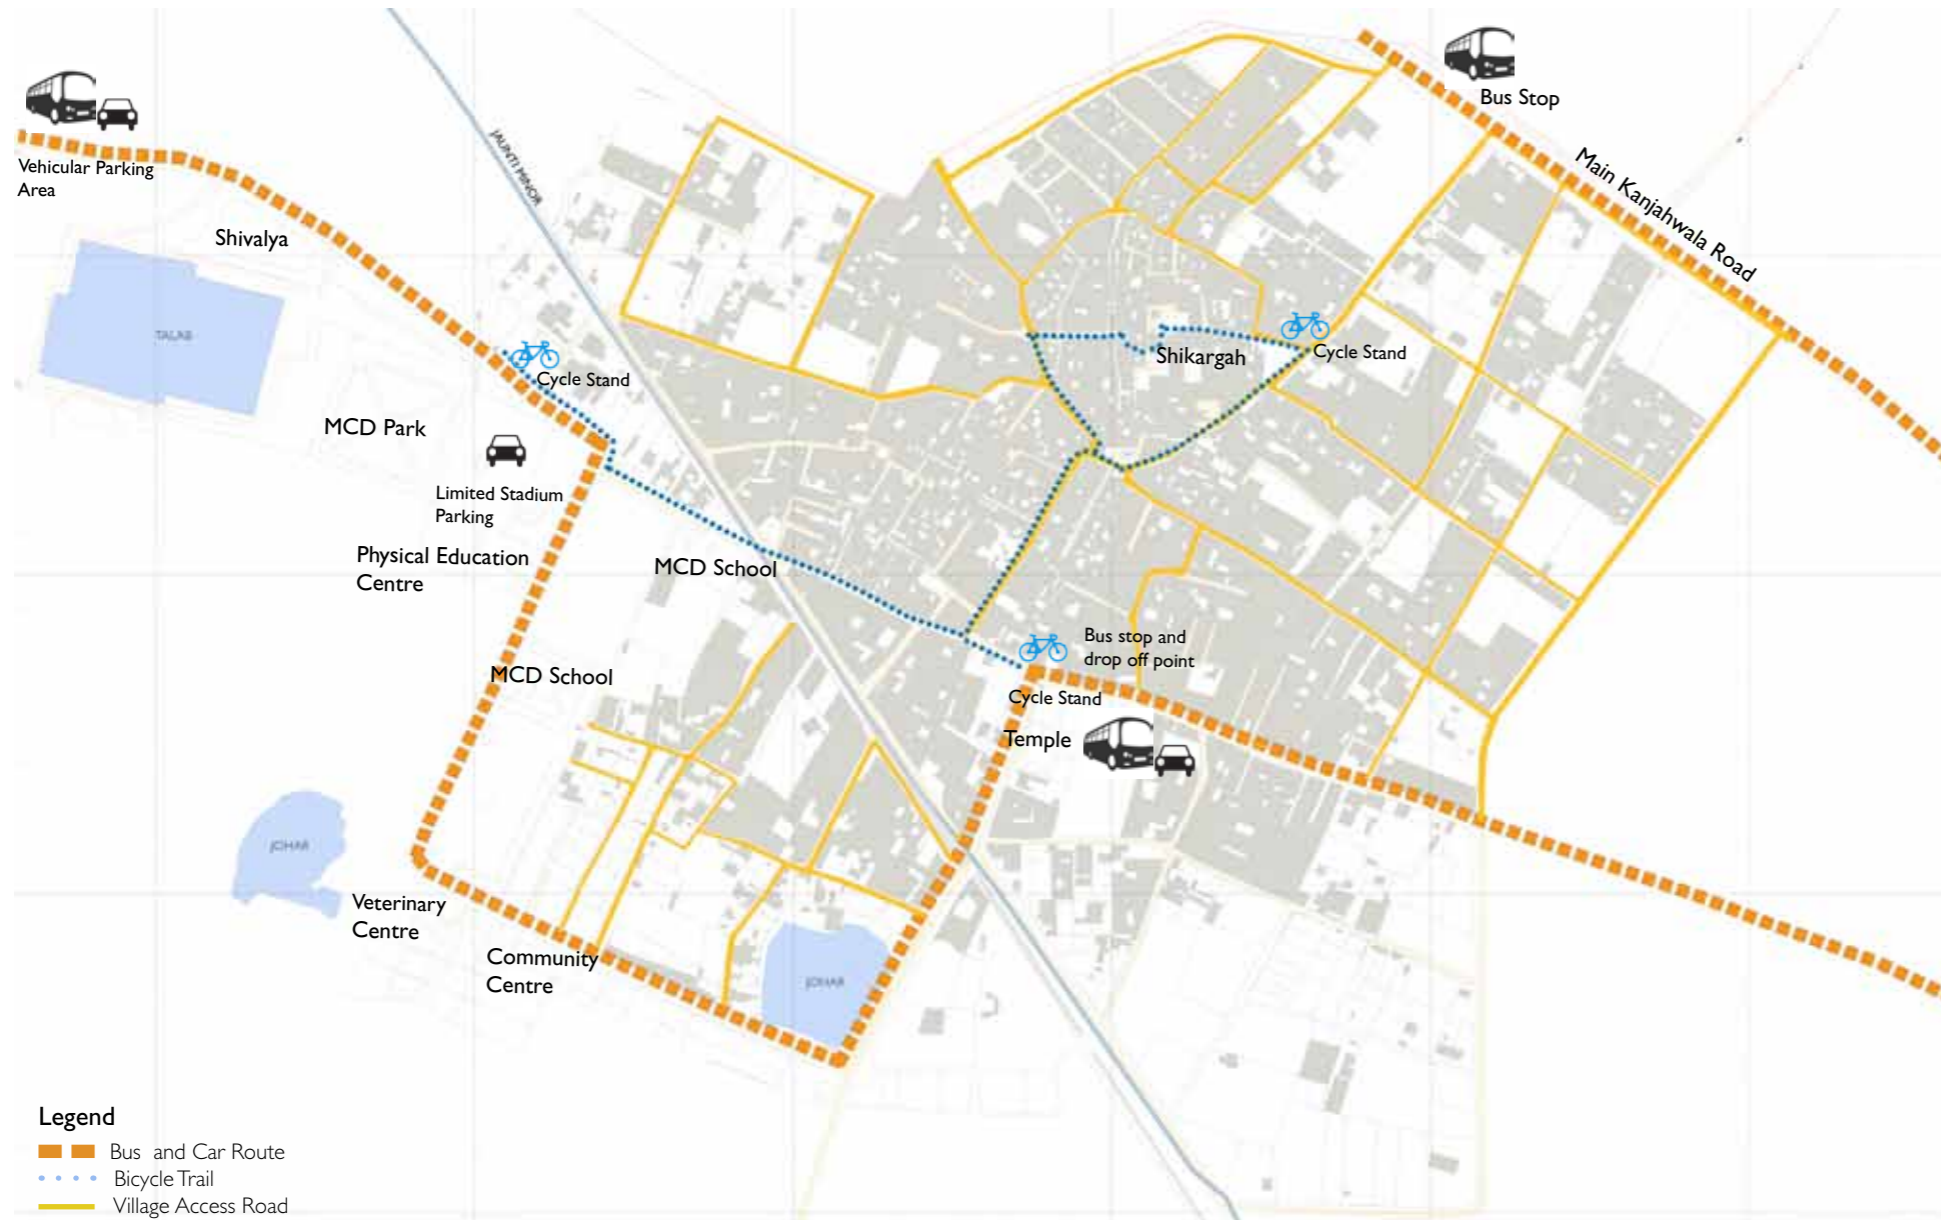 Bus Stop
Vehicular Parking
Area
JAUNTI MINOR
Main Kanjahwala Road
Shivalya
TALAB
Cycle Stand
Shikargah
Cycle Stand
MCD Park
Limited Stadium
Parking
Physical Education
Centre
MCD School
Bus stop and
drop off point
MCD School
Cycle Stand
Temple
JOHAR
Veterinary
Centre
Community
Centre
JOHAR
Legend
Bus and Car Route
Bicycle Trail
Village Access Road